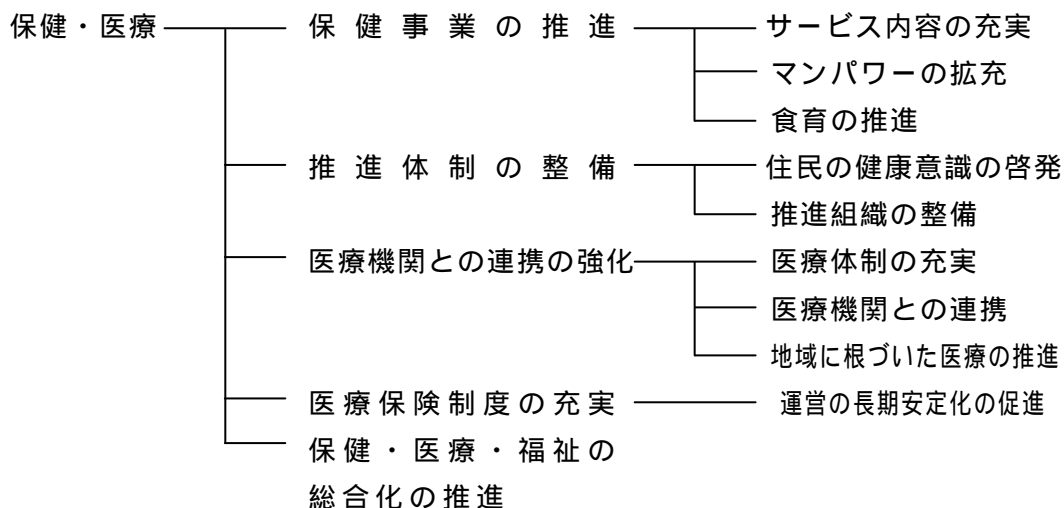 保健・医療 保健事業の推進 サービス内容の充実
マンパワーの拡充
食育の推進
推進体制の整備 住民の健康意識の啓発
推進組織の整備
医療機関との連携の強化 医療体制の充実
医療機関との連携
地域に根づいた医療の推進
医療保険制度の充実 運営の長期安定化の促進
保健・医療・福祉の
総合化の推進